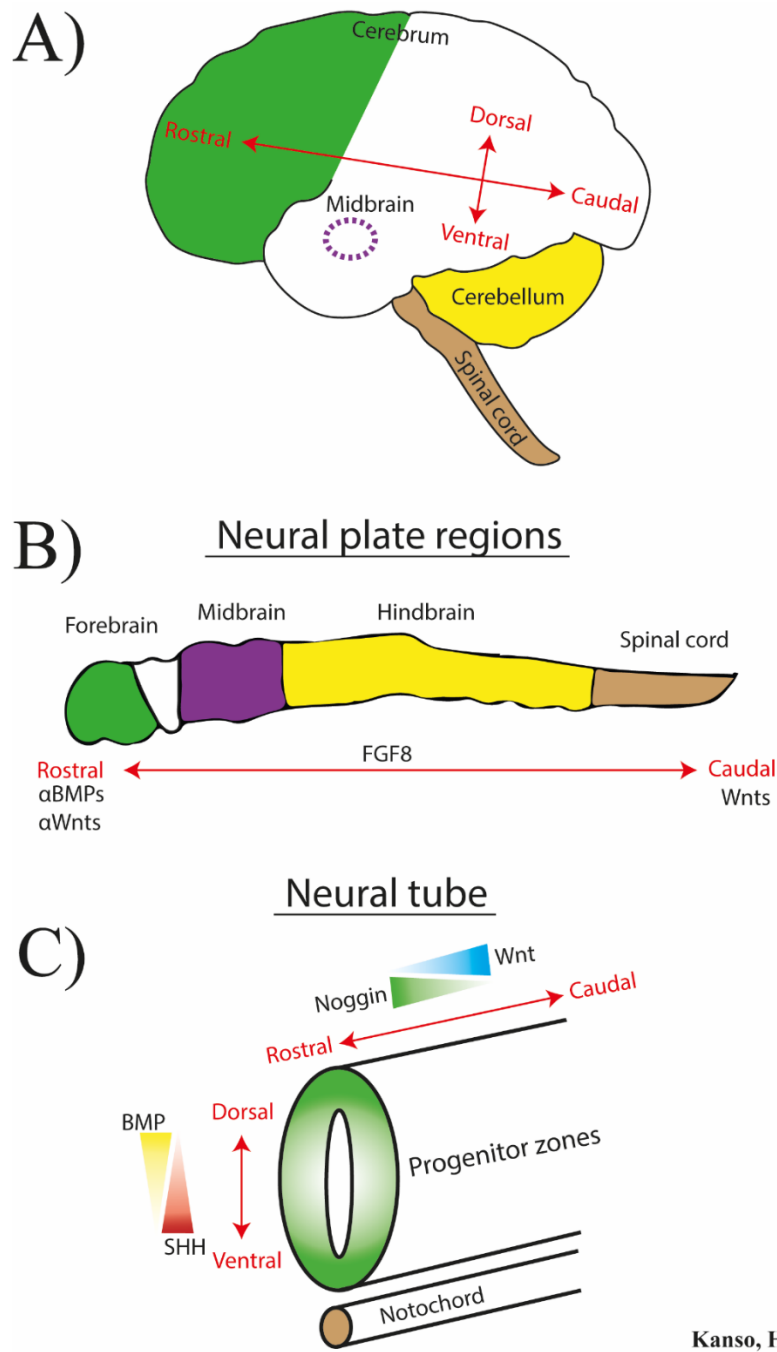 A)
Cerebrum
Rostral
Dorsal
Midbrain
Ventral
Caudal
Cerebellum
Spinal cord
B)
Neural plate regions
Forebrain
Midbrain
Hindbrain
Spinal cord
Rostral
αBMPs
αWnts
FGF8
Caudal
Wnts
Neural tube
C)
Wnt
Noggin
Caudal
Rostral
BMP
Dorsal
Progenitor zones
SHH
Ventral
Notochord
Kanso, H